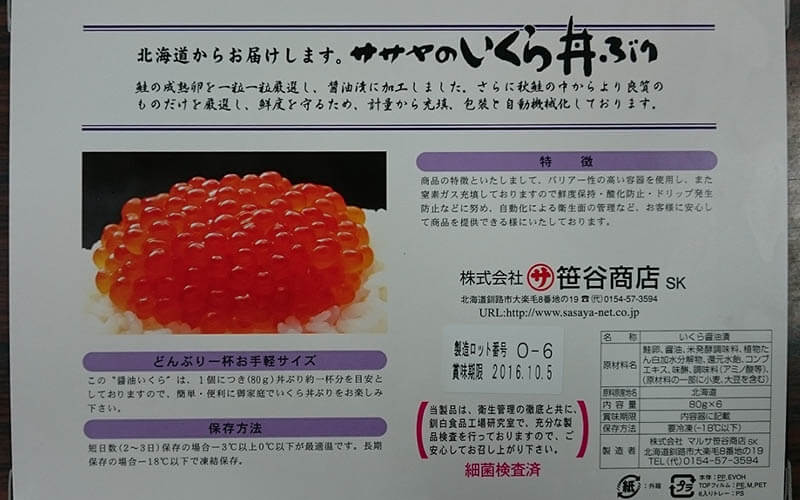 北海道からお届けします。ササヤのいくら丼ぶり
鮭の成熟卵を一粒一粒厳選し、醤油漬に加工しました。さらに秋鮭の中からより良質の
ものだけを厳選し、鮮度を守るため、計量から充填、包装と自動機械化しております。
特徴
商品の特徴といたしまして、バリアー性の高い容器を使用し、また
窒素ガス充填しておりますので鮮度保持・酸化防止・ドリップ発生
防止などに努め、自動化による衛生面の管理など、お客様に安心し
て商品を提供できる様にいたしております。
株式会社 サ 笹谷商店 SK
北海道釧路市大楽毛8番地の19 ☎(代)0154-57-3594
URL:http://www.sasaya-net.co.jp
どんぶり一杯お手軽サイズ
この“醤油いくら”は、1個につき(80g)丼ぶり約一杯分を目安と
しておりますので、簡単・便利に御家庭でいくら丼ぶりをお楽しみ
下さい。
保存方法
短日数(2〜3日)保存の場合−3℃以上0℃以下が最適温です。長期
保存の場合−18℃以下で凍結保存。
製造ロット番号 O-6
賞味期限 2016.10.5
当製品は、衛生管理の徹底と共に、
釧白食品工場研究室で、充分な製
品検査を行っておりますので、ご
安心してお召し上がり下さい。
細菌検査済
名称 いくら醤油漬
原材料名 鮭卵、醤油、米発酵調味料、植物た
ん白加水分解物、還元水飴、コンブ
エキス、味醂、調味料(アミノ酸等)、
(原材料の一部に小麦、大豆を含む)
原料原産地名 北海道
内容量 80g×6
賞味期限 内容器に記載
保存方法 要冷凍(−18℃以下)
製造者 株式会社 マルサ笹谷商店 SK
北海道釧路市大楽毛8番地の19
TEL(代)0154-57-3594
紙 :外箱
プラ 本体:PP,EVOH
TOPフィルム:PE,M,PET
g入りトレー:PS